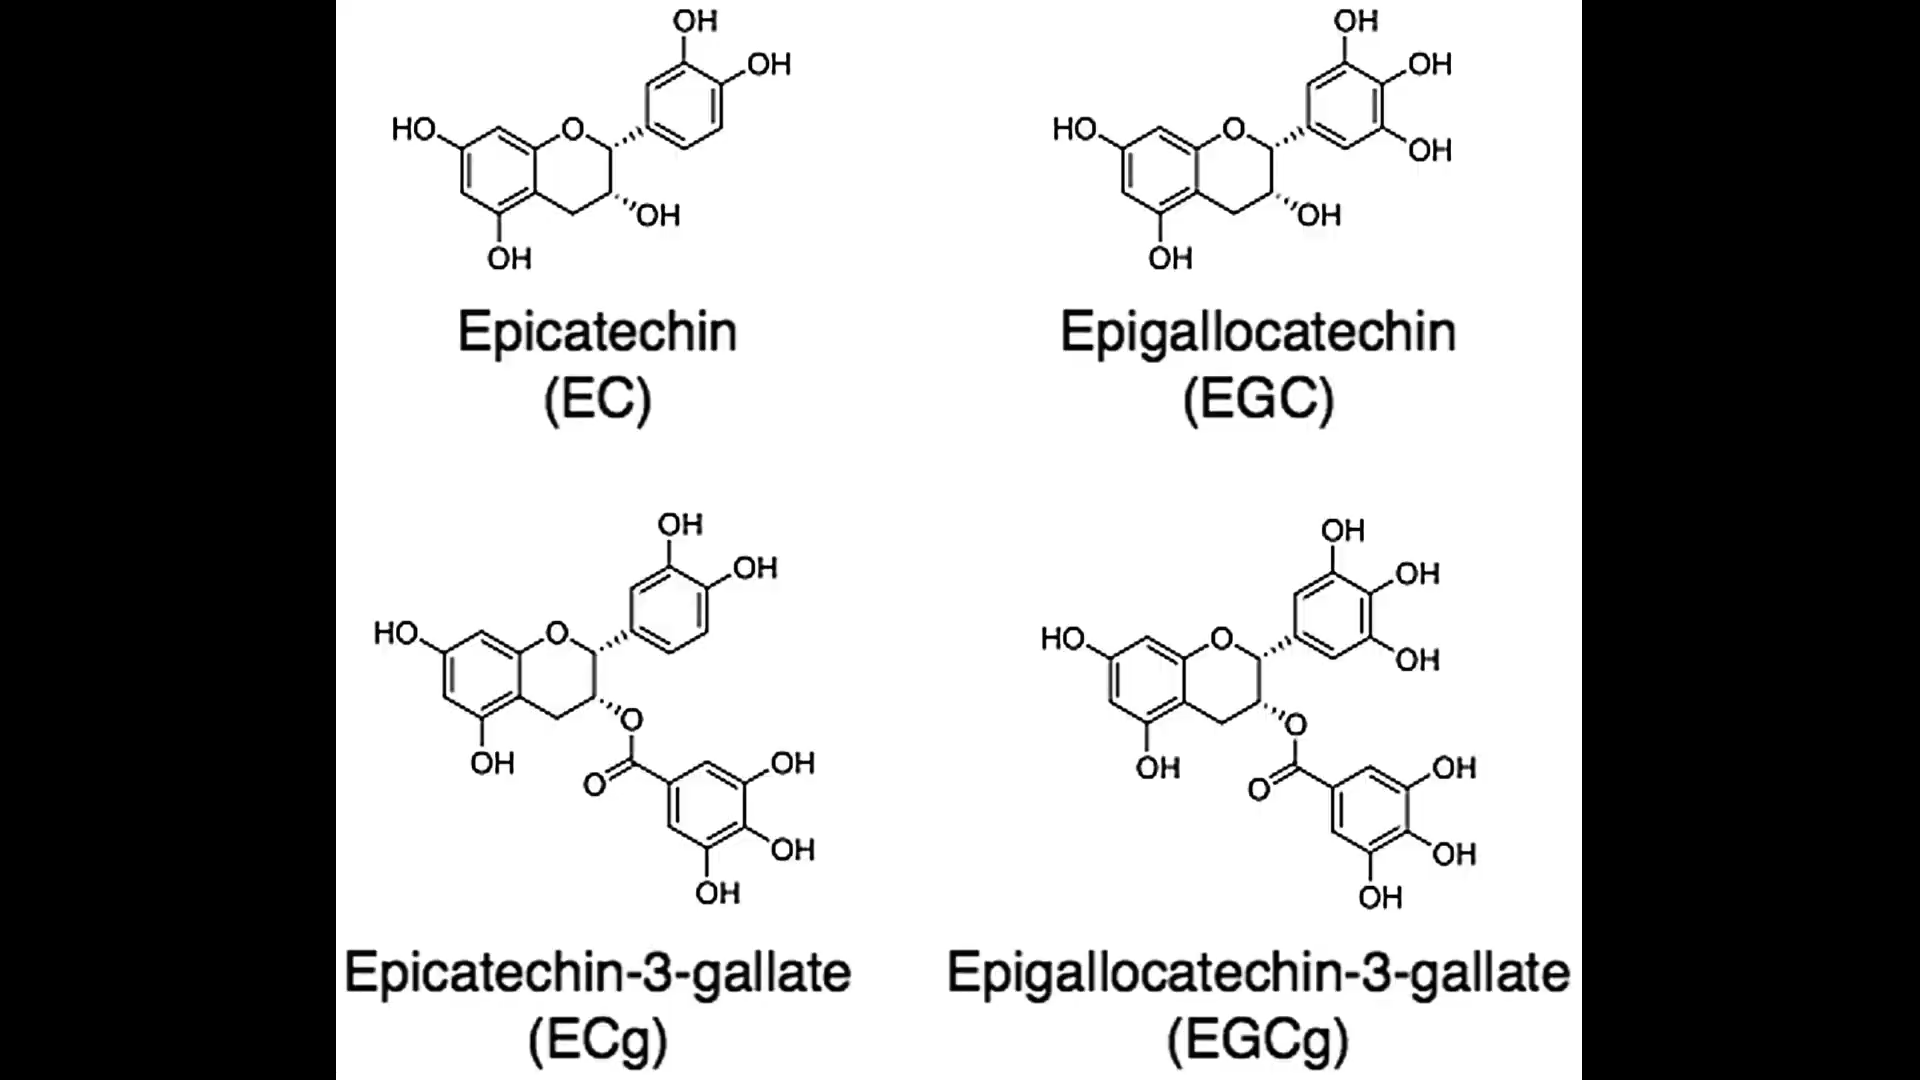 OH
OH
HO
O
OH
OH
Epicatechin
(EC)
OH
OH
HO
O
OH
OH
OH
Epigallocatechin
(EGC)
OH
OH
HO
O
O
OH
O
OH
OH
OH
Epicatechin-3-gallate
(ECg)
OH
OH
HO
O
OH
O
OH
O
OH
OH
OH
Epigallocatechin-3-gallate
(EGCg)